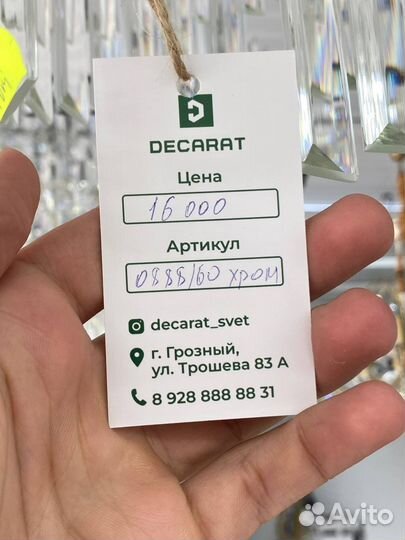 DECARAT
Цена
16 000
Артикул
0888/60 хром
decarat_svet
г. Грозный,
ул. Трошева 83 А
8 928 888 88 31
Avito